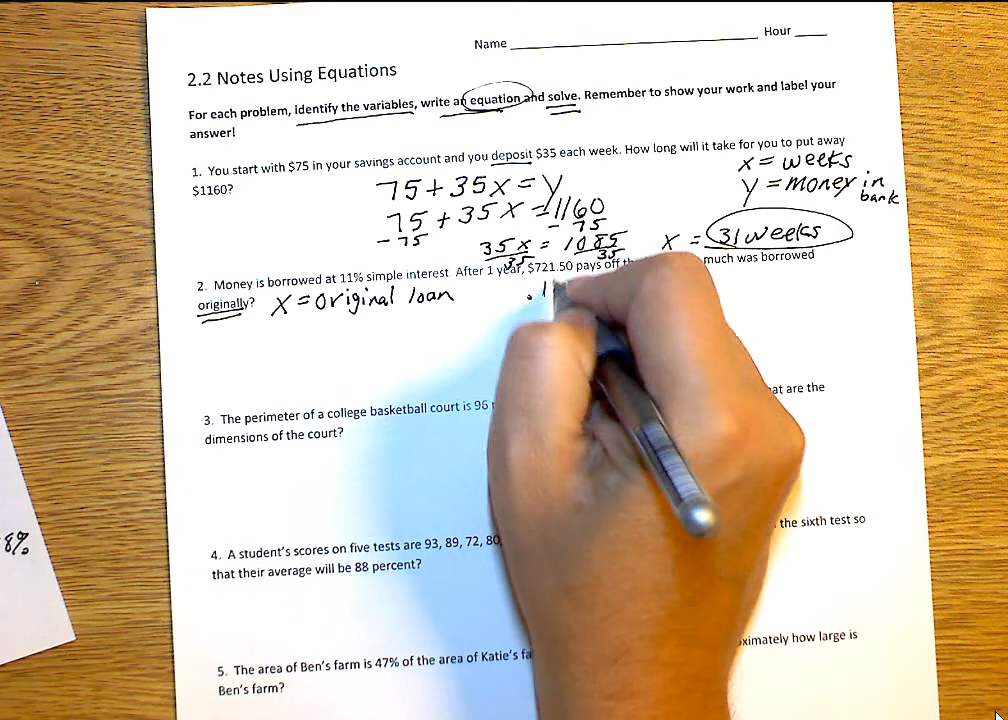 Name ____________ Hour ____
2.2 Notes Using Equations
For each problem, identify the variables, write an equation and solve. Remember to show your work and label your
answer!
1. You start with $75 in your savings account and you deposit $35 each week. How long will it take for you to put away
$1160?
x = weeks
y = money in bank
75 + 35x = y
75 + 35x = 1160
- 75 - 75
35x = 1085
35 35
x = 31 weeks
2. Money is borrowed at 11% simple interest. After 1 year, $721.50 pays off much was borrowed
originally? x = original loan .1
3. The perimeter of a college basketball court is 96 at are the
dimensions of the court?
8%
4. A student's scores on five tests are 93, 89, 72, 80, the sixth test so
that their average will be 88 percent?
5. The area of Ben's farm is 47% of the area of Katie's fa oximately how large is
Ben's farm?